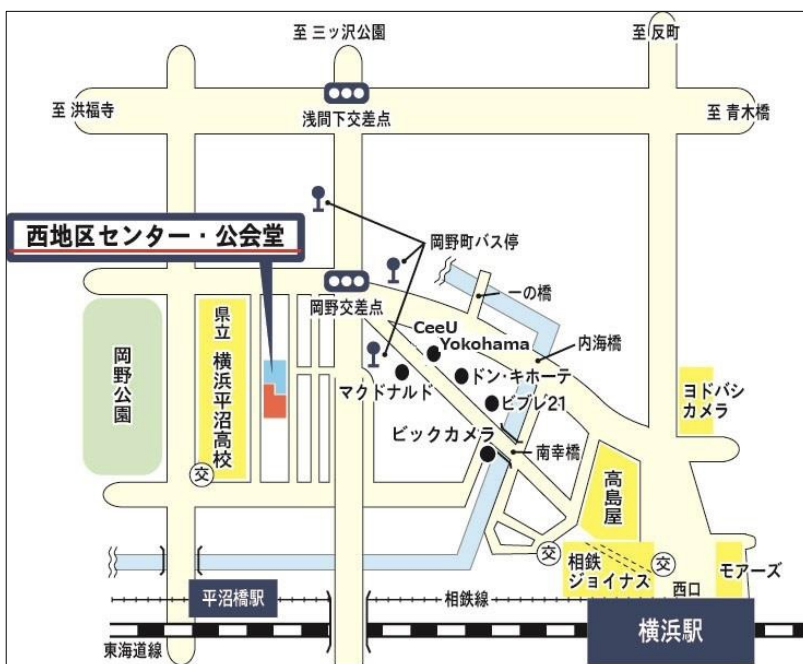 至 三ッ沢公園
至 反町
至 洪福寺
浅間下交差点
至 青木橋
西地区センター・公会堂
岡野町バス停
岡野交差点
一の橋
CeeU
Yokohama
内海橋
岡野公園
県立 横浜平沼高校
マクドナルド
ドン・キホーテ
ビブレ21
ヨドバシ
カメラ
ビックカメラ
南幸橋
交
高島屋
交
相鉄
ジョイナス
交
西口
モアーズ
平沼橋駅
相鉄線
横浜駅
東海道線